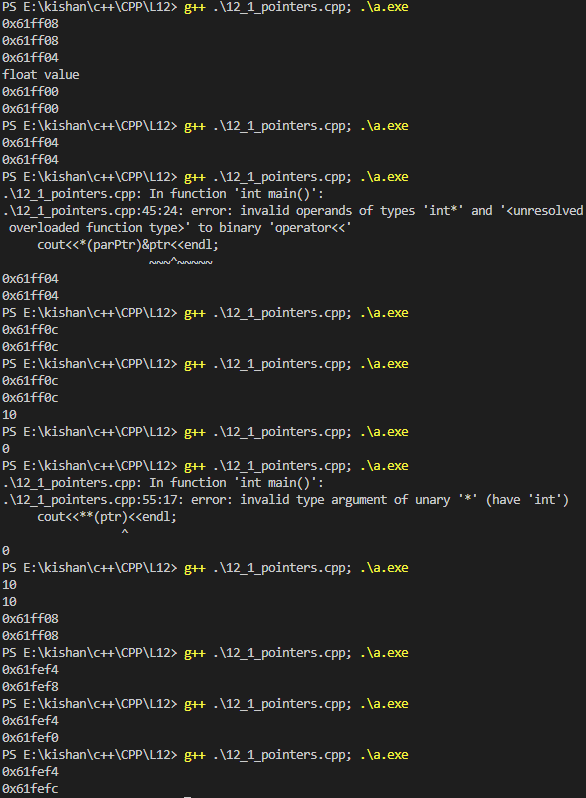 PS E:\kishan\c++\CPP\L12> g++ .\12_1_pointers.cpp; .\a.exe
0x61ff08
0x61ff08
0x61ff04
float value
0x61ff00
0x61ff00
PS E:\kishan\c++\CPP\L12> g++ .\12_1_pointers.cpp; .\a.exe
0x61ff04
0x61ff04
PS E:\kishan\c++\CPP\L12> g++ .\12_1_pointers.cpp; .\a.exe
.\12_1_pointers.cpp: In function 'int main()':
.\12_1_pointers.cpp:45:24: error: invalid operands of types 'int*' and '<unresolved
 overloaded function type>' to binary 'operator<<'
     cout<<*(parPtr)&ptr<<endl;
                    ~~~^~~~~~
0x61ff04
0x61ff04
PS E:\kishan\c++\CPP\L12> g++ .\12_1_pointers.cpp; .\a.exe
0x61ff0c
0x61ff0c
PS E:\kishan\c++\CPP\L12> g++ .\12_1_pointers.cpp; .\a.exe
0x61ff0c
0x61ff0c
10
PS E:\kishan\c++\CPP\L12> g++ .\12_1_pointers.cpp; .\a.exe
0
PS E:\kishan\c++\CPP\L12> g++ .\12_1_pointers.cpp; .\a.exe
.\12_1_pointers.cpp: In function 'int main()':
.\12_1_pointers.cpp:55:17: error: invalid type argument of unary '*' (have 'int')
     cout<<**(ptr)<<endl;
                 ^
0
PS E:\kishan\c++\CPP\L12> g++ .\12_1_pointers.cpp; .\a.exe
10
10
0x61ff08
0x61ff08
PS E:\kishan\c++\CPP\L12> g++ .\12_1_pointers.cpp; .\a.exe
0x61fef4
0x61fef8
PS E:\kishan\c++\CPP\L12> g++ .\12_1_pointers.cpp; .\a.exe
0x61fef4
0x61fef0
PS E:\kishan\c++\CPP\L12> g++ .\12_1_pointers.cpp; .\a.exe
0x61fef4
0x61fefc